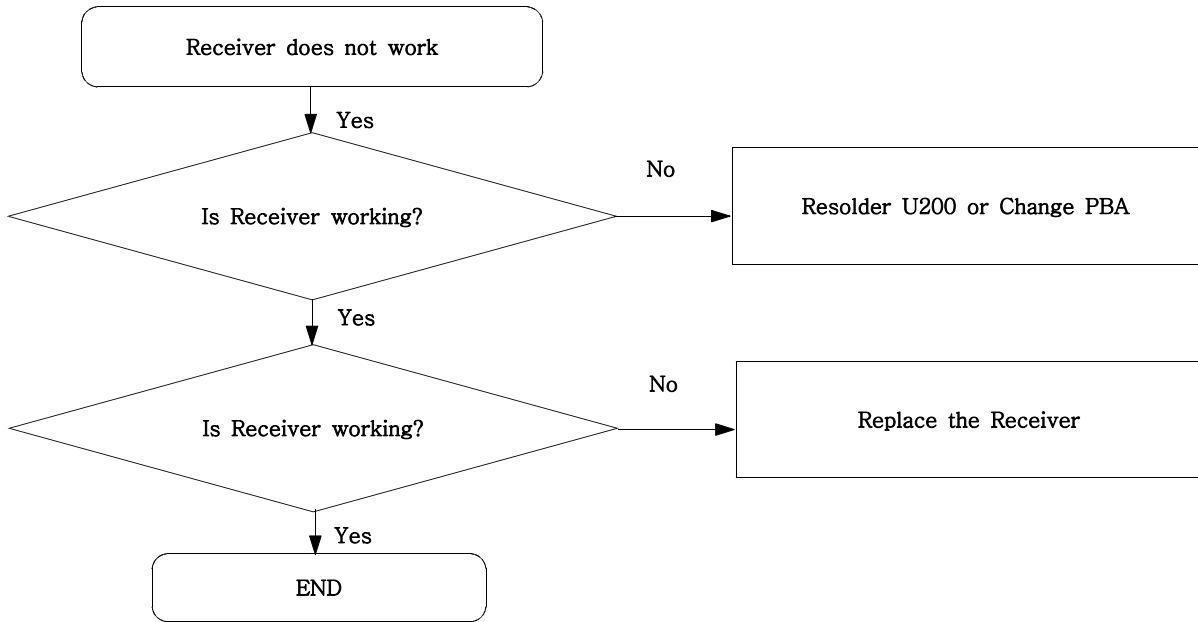 Receiver does not work
Yes
Is Receiver working?
No
Resolder U200 or Change PBA
Yes
Is Receiver working?
No
Replace the Receiver
Yes
END